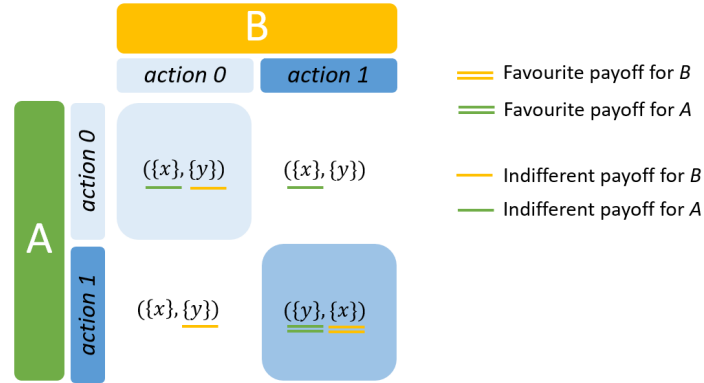 B
action 0
action 1
Favourite payoff for B
Favourite payoff for A
Indifferent payoff for B
Indifferent payoff for A
A
action 0
({x}, {y})
({x}, {y})
action 1
({x}, {y})
({y}, {x})